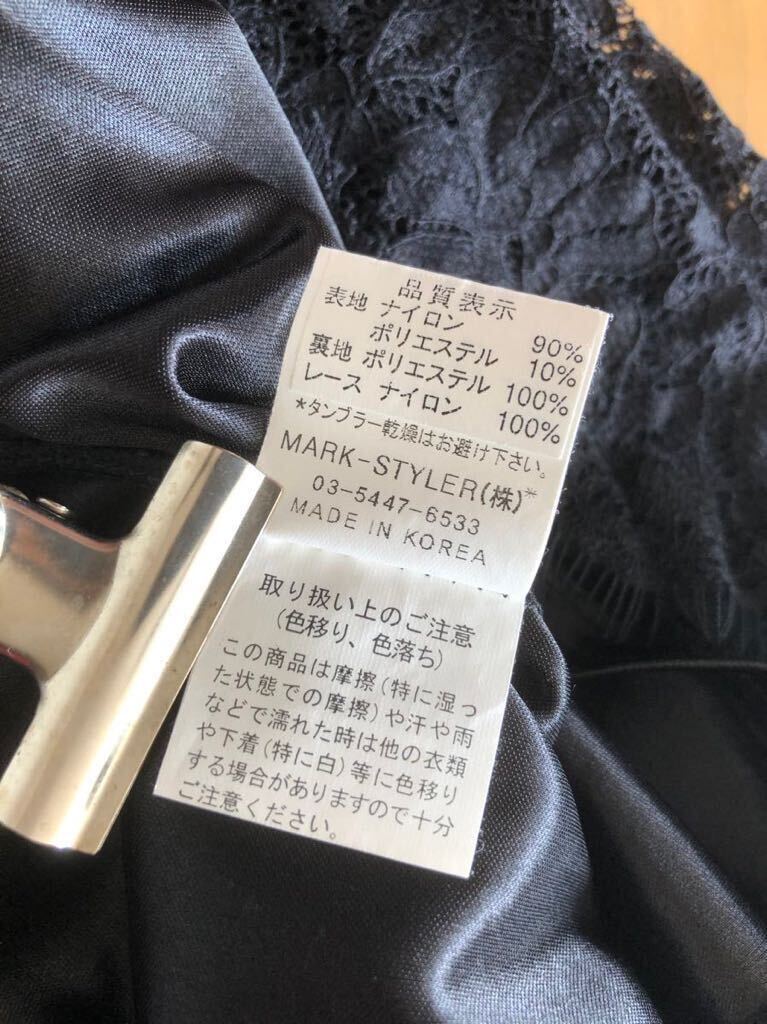 品質表示
表地 ナイロン 90%
ポリエステル 10%
裏地 ポリエステル 100%
レース ナイロン 100%
*タンブラー乾燥はお避け下さい。
MARK-STYLER(株)*
03-5447-6533
MADE IN KOREA
取り扱い上のご注意
(色移り、色落ち)
この商品は摩擦(特に湿っ
た状態での摩擦)や汗や雨
などで濡れた時は他の衣類
や下着(特に白)等に色移り
する場合がありますので十分
ご注意ください。